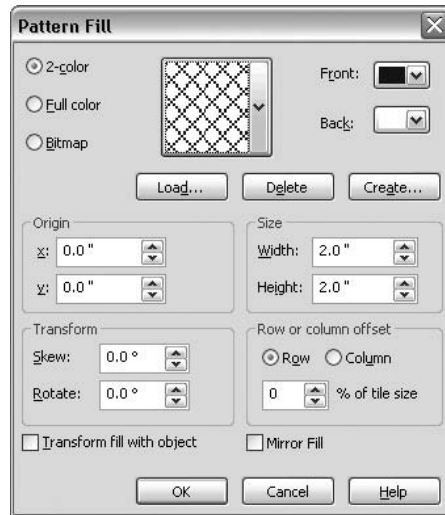 Pattern Fill
2-color
Full color
Bitmap
Front:
Back:
Load...
Delete
Create...
Origin
x: 0.0 "
y: 0.0 "
Size
Width: 2.0 "
Height: 2.0 "
Transform
Skew: 0.0 °
Rotate: 0.0 °
Row or column offset
Row
Column
0 % of tile size
Transform fill with object
Mirror Fill
OK
Cancel
Help